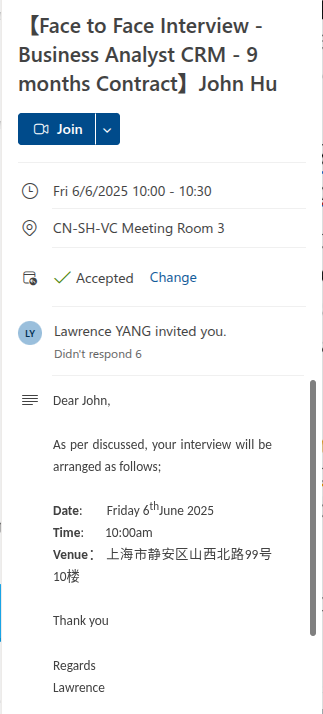 【Face to Face Interview -
Business Analyst CRM - 9
months Contract】John Hu
Join
Fri 6/6/2025 10:00 - 10:30
CN-SH-VC Meeting Room 3
Accepted Change
LY Lawrence YANG invited you.
Didn't respond 6
Dear John,
As per discussed, your interview will be
arranged as follows;
Date: Friday 6thJune 2025
Time: 10:00am
Venue： 上海市静安区山西北路99号
10楼
Thank you
Regards
Lawrence